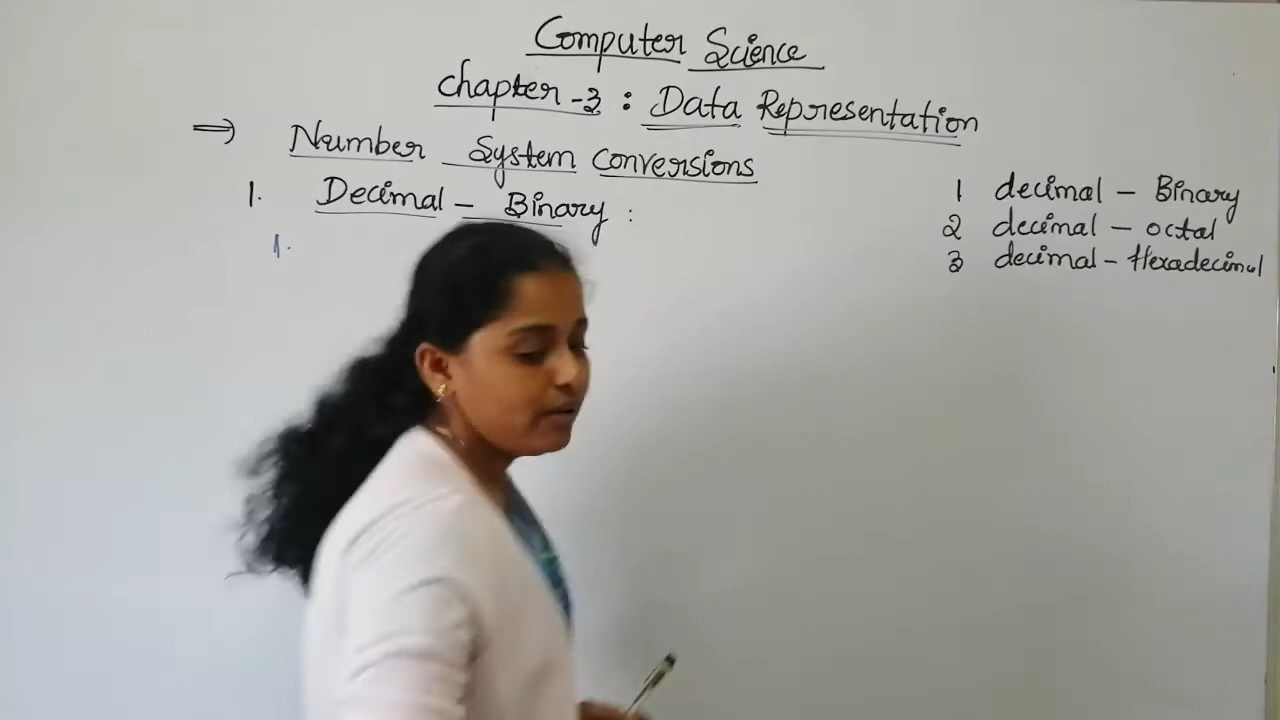 Computer Science
Chapter - 3 : Data Representation
⇒ Number System Conversions
1. Decimal - Binary :
1.
1 decimal - Binary
2 decimal - octal
3 decimal - Hexadecimal